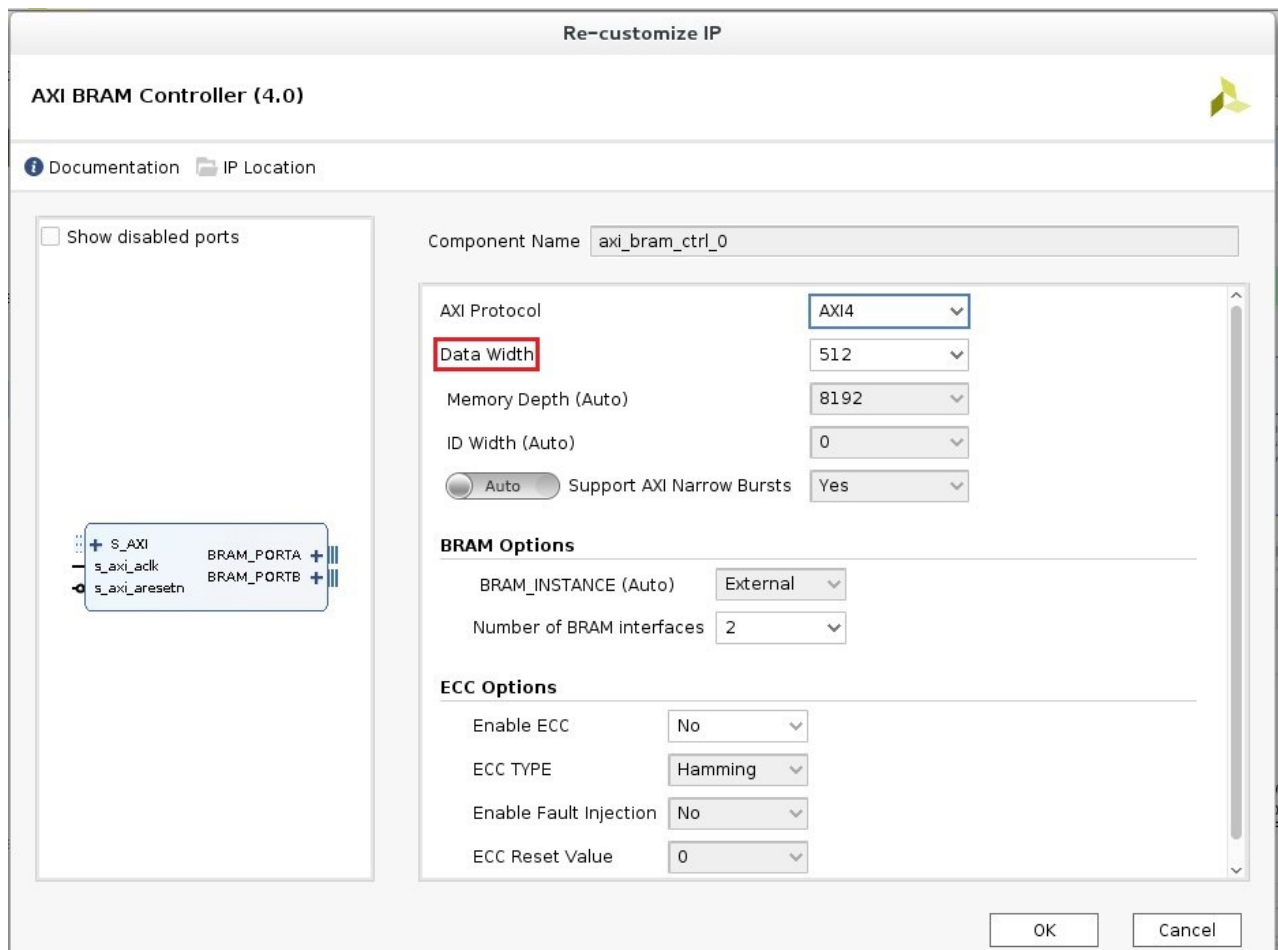 Re-customize IP
AXI BRAM Controller (4.0)
Documentation IP Location
Show disabled ports
S_AXI
s_axi_aclk
s_axi_aresetn
BRAM_PORTA
BRAM_PORTB
Component Name axi_bram_ctrl_0
AXI Protocol AXI4
Data Width 512
Memory Depth (Auto) 8192
ID Width (Auto) 0
Auto Support AXI Narrow Bursts Yes
BRAM Options
BRAM_INSTANCE (Auto) External
Number of BRAM interfaces 2
ECC Options
Enable ECC No
ECC TYPE Hamming
Enable Fault Injection No
ECC Reset Value 0
OK Cancel